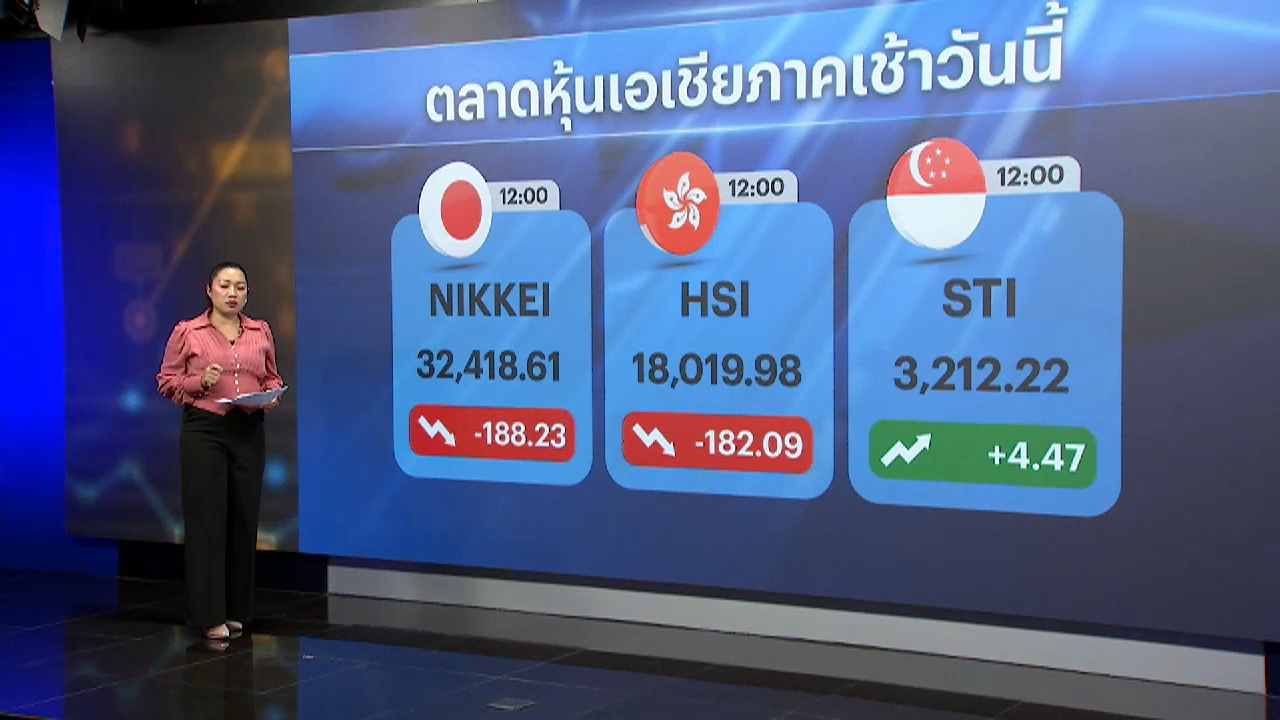 ตลาดหุ้นเอเชียภาคเช้าวันนี้
12:00
NIKKEI
32,418.61
-188.23
12:00
HSI
18,019.98
-182.09
12:00
STI
3,212.22
+4.47